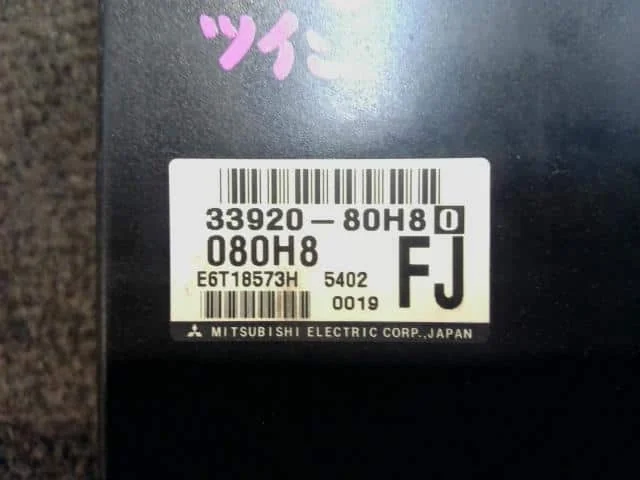 ツイン
33920-80H8 0
080H8 FJ
E6T18573H 5402
0019
MITSUBISHI ELECTRIC CORP.,JAPAN